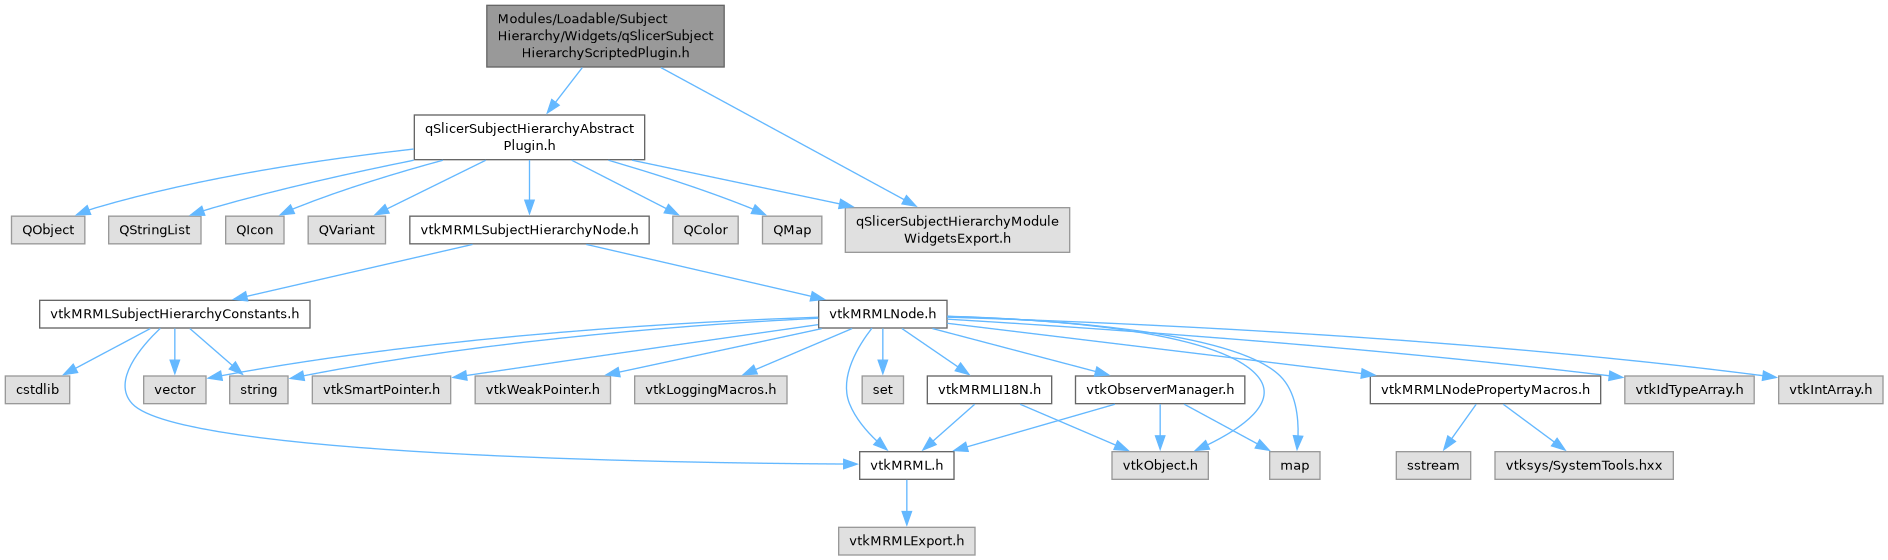 Modules/Loadable/Subject
Hierarchy/Widgets/qSlicerSubject
HierarchyScriptedPlugin.h
qSlicerSubjectHierarchyAbstract
Plugin.h
QObject
QStringList
QIcon
QVariant
vtkMRMLSubjectHierarchyNode.h
QColor
QMap
qSlicerSubjectHierarchyModule
WidgetsExport.h
vtkMRMLSubjectHierarchyConstants.h
vtkMRMLNode.h
cstdlib
vector
string
vtkSmartPointer.h
vtkWeakPointer.h
vtkLoggingMacros.h
set
vtkMRMLI18N.h
vtkObserverManager.h
vtkMRMLNodePropertyMacros.h
vtkIdTypeArray.h
vtkIntArray.h
vtkMRML.h
vtkObject.h
map
sstream
vtksys/SystemTools.hxx
vtkMRMLExport.h